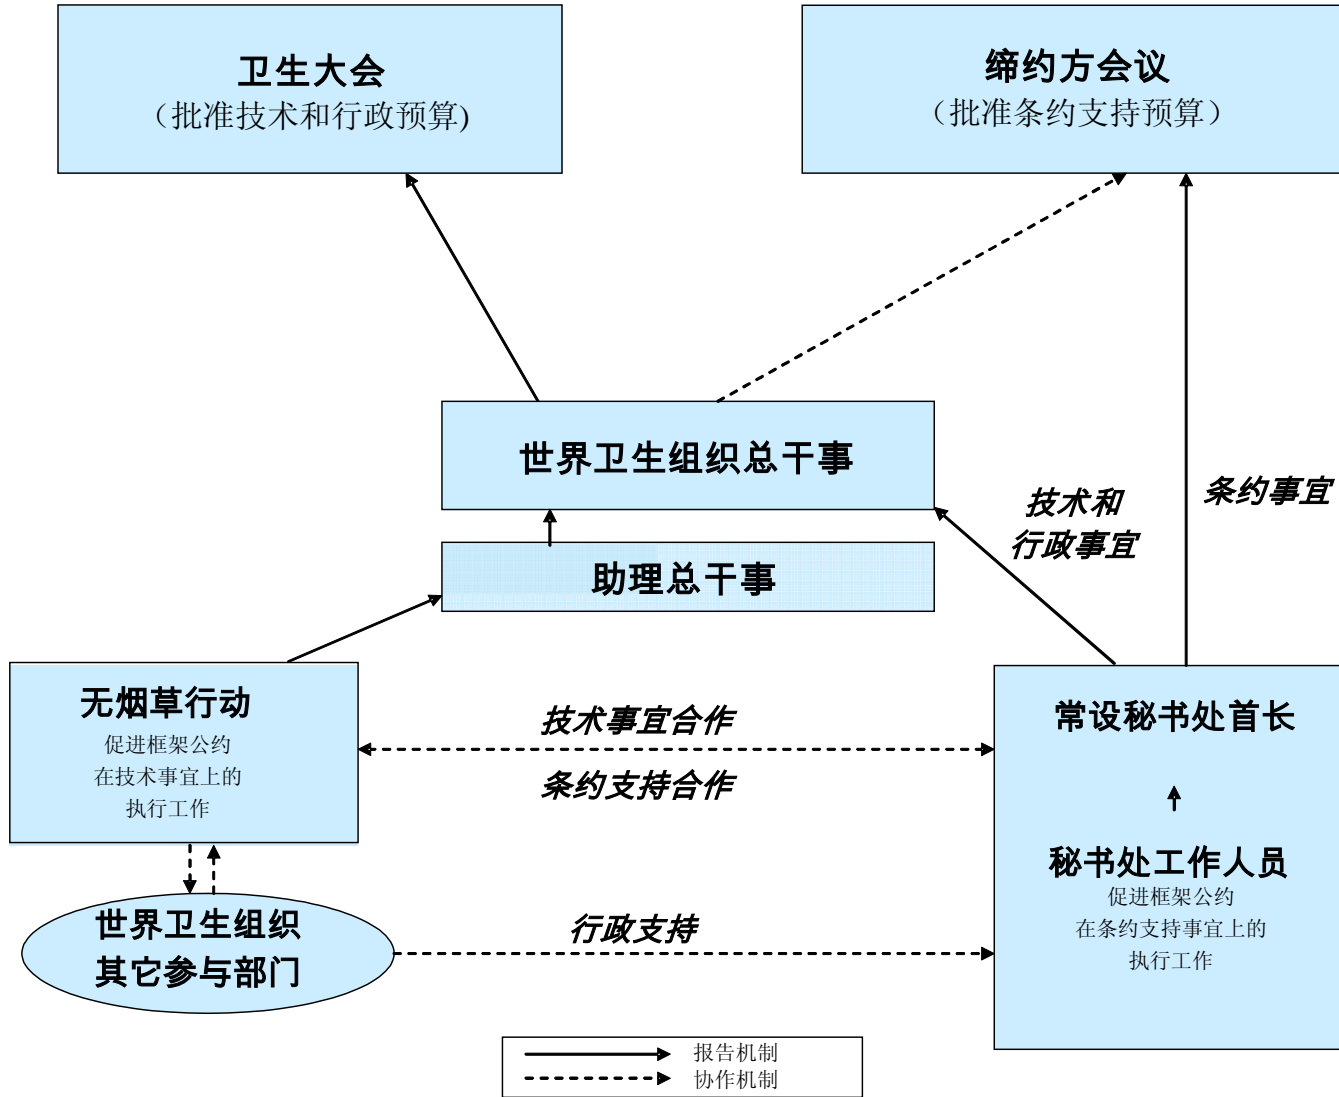 卫生大会
（批准技术和行政预算)
缔约方会议
（批准条约支持预算）
世界卫生组织总干事
技术和
行政事宜
条约事宜
助理总干事
无烟草行动
促进框架公约
在技术事宜上的
执行工作
技术事宜合作
条约支持合作
常设秘书处首长
秘书处工作人员
促进框架公约
在条约支持事宜上的
执行工作
世界卫生组织
其它参与部门
行政支持
报告机制
协作机制